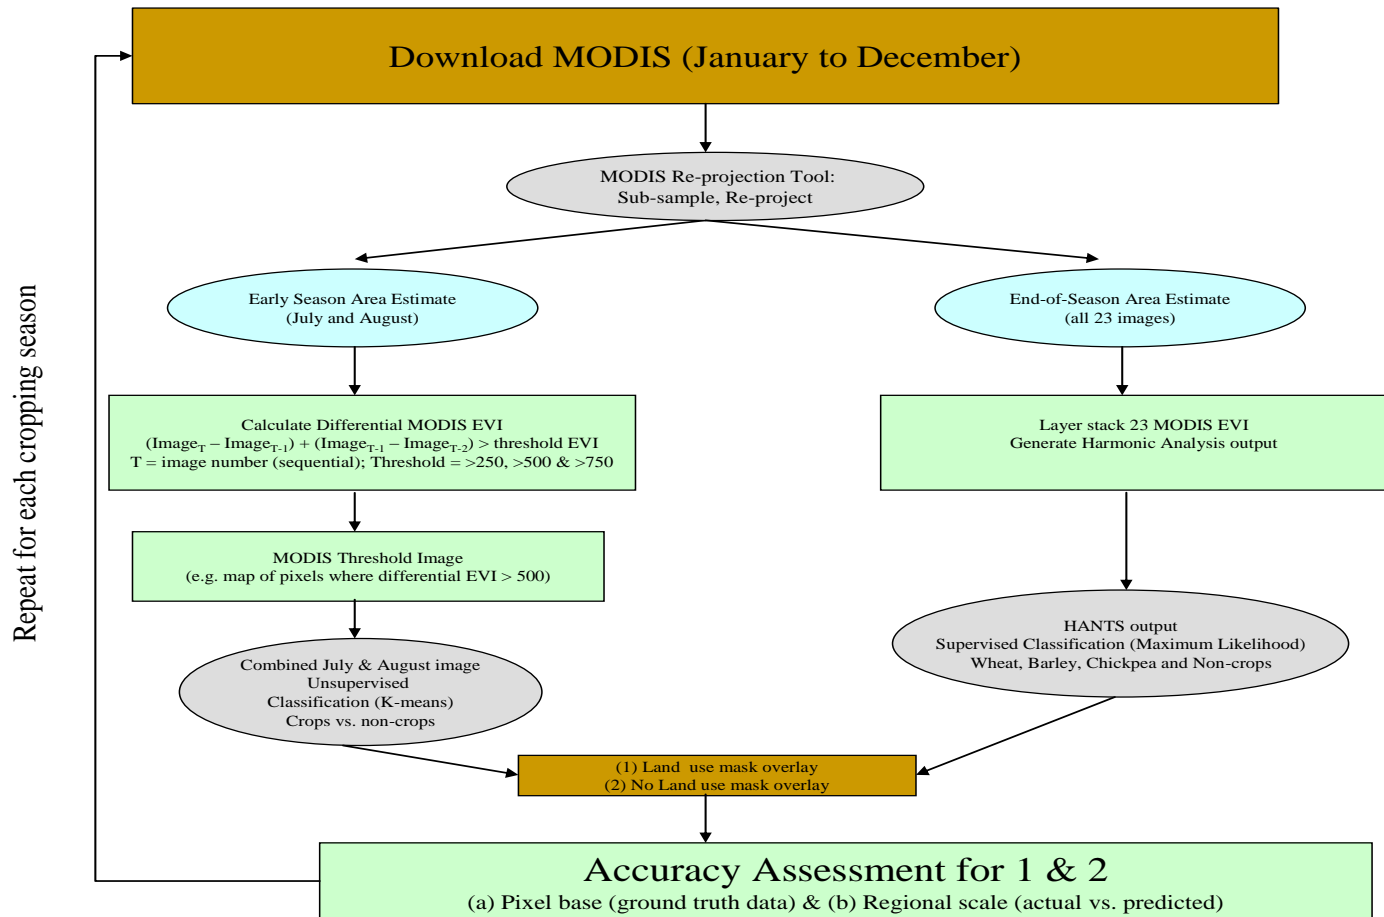 Download MODIS (January to December)
MODIS Re-projection Tool:
Sub-sample, Re-project
Early Season Area Estimate
(July and August)
End-of-Season Area Estimate
(all 23 images)
Calculate Differential MODIS EVI
(Image_T – Image_T-1) + (Image_T-1 – Image_T-2) > threshold EVI
T = image number (sequential); Threshold = >250, >500 & >750
Layer stack 23 MODIS EVI
Generate Harmonic Analysis output
MODIS Threshold Image
(e.g. map of pixels where differential EVI > 500)
Combined July & August image
Unsupervised
Classification (K-means)
Crops vs. non-crops
HANTS output
Supervised Classification (Maximum Likelihood)
Wheat, Barley, Chickpea and Non-crops
(1) Land use mask overlay
(2) No Land use mask overlay
Accuracy Assessment for 1 & 2
(a) Pixel base (ground truth data) & (b) Regional scale (actual vs. predicted)
Repeat for each cropping season